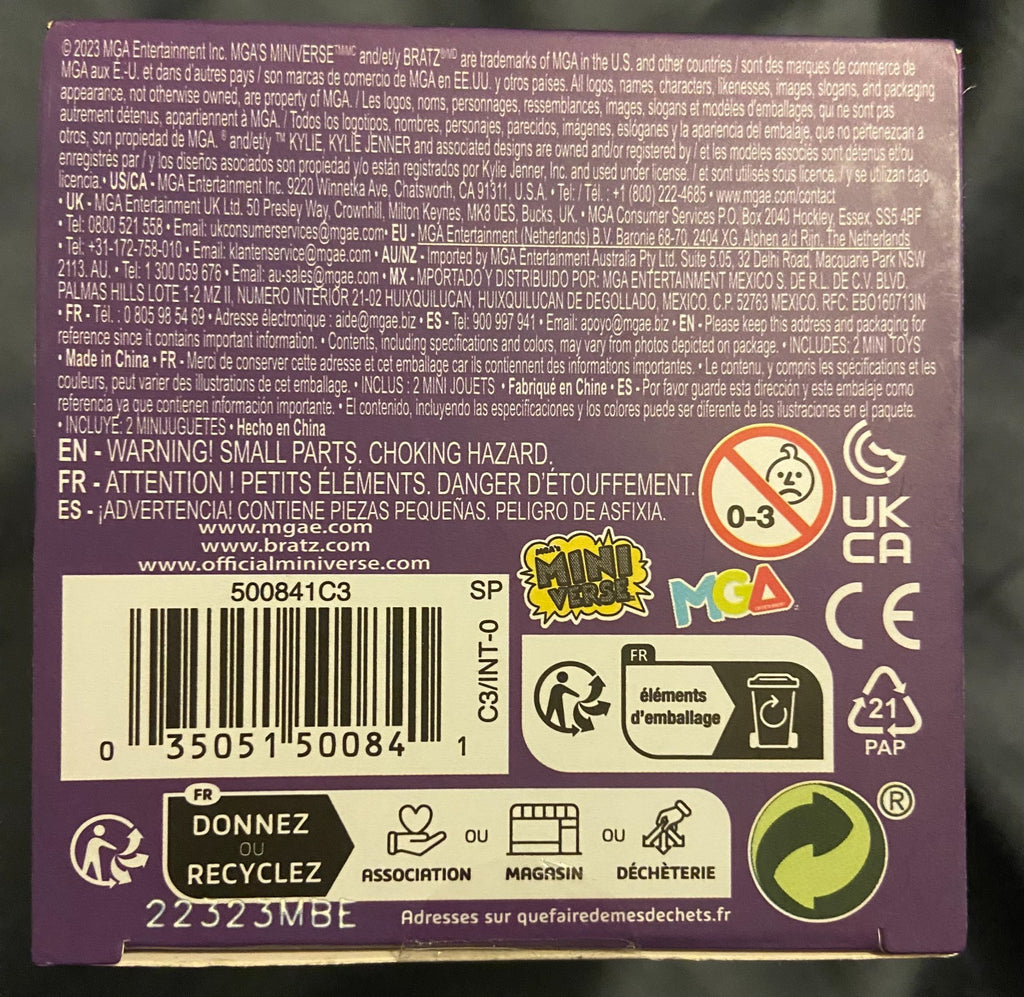 © 2023 MGA Entertainment Inc. MGA'S MINIVERSE™/MC and/et/y BRATZ®/MD are trademarks of MGA in the U.S. and other countries / sont des marques de commerce de
MGA aux É.-U. et dans d'autres pays / son marcas de comercio de MGA en EE.UU. y otros países. All logos, names, characters, likenesses, images, slogans, and packaging
appearance, not otherwise owned, are property of MGA. / Les logos, noms, personnages, ressemblances, images, slogans et modèles d'emballages, qui ne sont pas
autrement détenus, appartiennent à MGA. / Todos los logotipos, nombres, personajes, parecidos, imágenes, eslóganes y la apariencia del embalaje, que no pertenezcan a
otros, son propiedad de MGA. ® and/et/y ™ KYLIE, KYLIE JENNER and associated designs are owned and/or registered by / et les modèles associés sont détenus et/ou
enregistrés par / y los diseños asociados son propiedad y/o están registrados por Kylie Jenner, Inc. and used under license. / et sont utilisés sous licence. / y se utilizan bajo
licencia. • US/CA - MGA Entertainment Inc. 9220 Winnetka Ave, Chatsworth, CA 91311, U.S.A. • Tel: / Tél. : +1 (800) 222-4685 • www.mgae.com/contact
• UK - MGA Entertainment UK Ltd. 50 Presley Way, Crownhill, Milton Keynes, MK8 0ES, Bucks, UK. • MGA Consumer Services P.O. Box 2040 Hockley, Essex, SS5 4BF
• Tel: 0800 521 558 • Email: ukconsumerservices@mgae.com• EU - MGA Entertainment (Netherlands) B.V. Baronie 68-70, 2404 XG, Alphen a/d Rijn, The Netherlands
• Tel: +31-172-758-010 • Email: klantenservice@mgae.com • AU/NZ - Imported by MGA Entertainment Australia Pty Ltd. Suite 5.05, 32 Delhi Road, Macquarie Park NSW
2113. AU. • Tel: 1 300 059 676 • Email: au-sales@mgae.com • MX - IMPORTADO Y DISTRIBUIDO POR: MGA ENTERTAINMENT MEXICO S. DE R.L. DE C.V. BLVD.
PALMAS HILLS LOTE 1-2 MZ II, NUMERO INTERIOR 21-02 HUIXQUILUCAN, HUIXQUILUCAN DE DEGOLLADO, MEXICO, C.P. 52763 MEXICO. RFC: EBO160713IN
• FR - Tél. : 0 805 98 54 69 • Adresse électronique : aide@mgae.biz • ES - Tel: 900 997 941 • Email: apoyo@mgae.biz • EN - Please keep this address and packaging for
reference since it contains important information. • Contents, including specifications and colors, may vary from photos depicted on package. • INCLUDES: 2 MINI TOYS
• Made in China • FR - Merci de conserver cette adresse et cet emballage car ils contiennent des informations importantes. • Le contenu, y compris les spécifications et les
couleurs, peut varier des illustrations de cet emballage. • INCLUS : 2 MINI JOUETS • Fabriqué en Chine • ES - Por favor guarde esta dirección y este embalaje como
referencia ya que contienen información importante. • El contenido, incluyendo las especificaciones y los colores puede ser diferente de las ilustraciones en el paquete.
• INCLUYE: 2 MINIJUGUETES • Hecho en China
EN - WARNING! SMALL PARTS. CHOKING HAZARD.
FR - ATTENTION ! PETITS ÉLÉMENTS. DANGER D'ÉTOUFFEMENT.
ES - ¡ADVERTENCIA! CONTIENE PIEZAS PEQUEÑAS. PELIGRO DE ASFIXIA.
0-3
UK
CA
www.mgae.com
www.bratz.com
www.officialminiverse.com
MGA's
MINI
VERSE
MGA
ENTERTAINMENT
CE
500841C3
SP
C3/INT-0
0 35051 50084 1
FR
éléments
d'emballage
21
PAP
FR
DONNEZ
OU
RECYCLEZ
ASSOCIATION
OU
MAGASIN
OU
DÉCHÈTERIE
®
22323MBE
Adresses sur quefairedemesdechets.fr